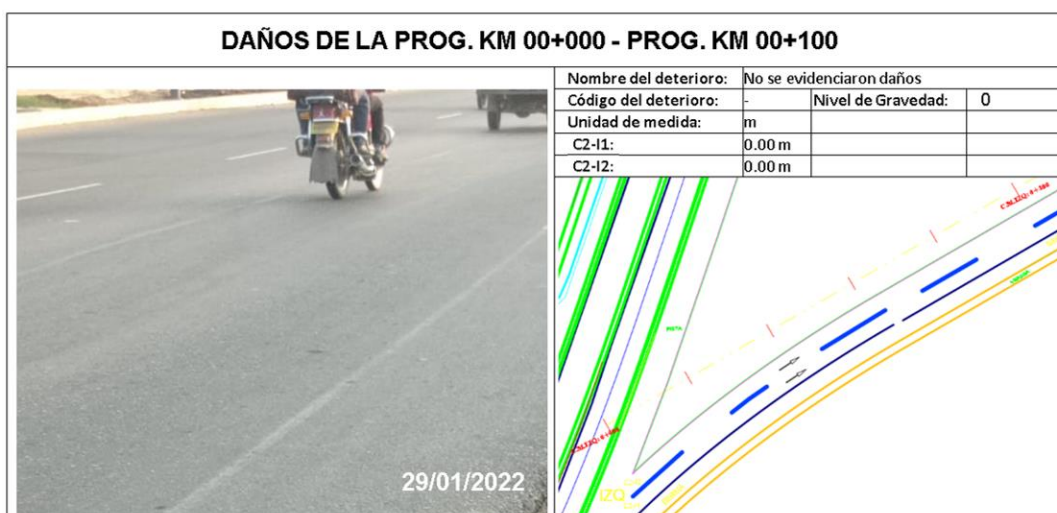 DAÑOS DE LA PROG. KM 00+000 - PROG. KM 00+100
Nombre del deterioro: No se evidenciaron daños
Código del deterioro: - Nivel de Gravedad: 0
Unidad de medida: m
C2-I1: 0.00 m
C2-I2: 0.00 m
PISTA
IZQ
29/01/2022